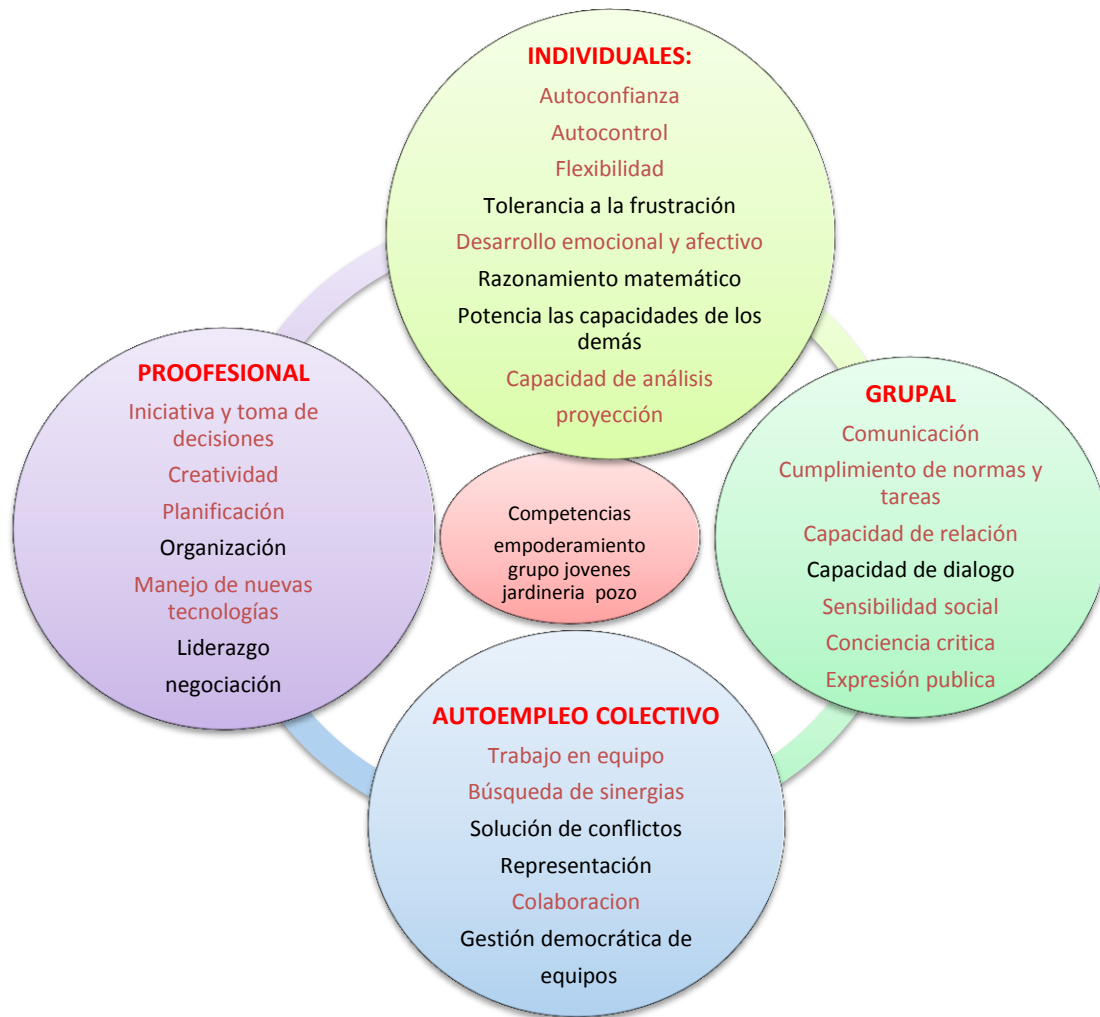 INDIVIDUALES:
Autoconfianza
Autocontrol
Flexibilidad
Tolerancia a la frustración
Desarrollo emocional y afectivo
Razonamiento matemático
Potencia las capacidades de los
demás
Capacidad de análisis
proyección
PROOFESIONAL
Iniciativa y toma de
decisiones
Creatividad
Planificación
Organización
Manejo de nuevas
tecnologías
Liderazgo
negociación
GRUPAL
Comunicación
Cumplimiento de normas y
tareas
Capacidad de relación
Capacidad de dialogo
Sensibilidad social
Conciencia critica
Expresión publica
Competencias
empoderamiento
grupo jovenes
jardineria pozo
AUTOEMPLEO COLECTIVO
Trabajo en equipo
Búsqueda de sinergias
Solución de conflictos
Representación
Colaboracion
Gestión democrática de
equipos